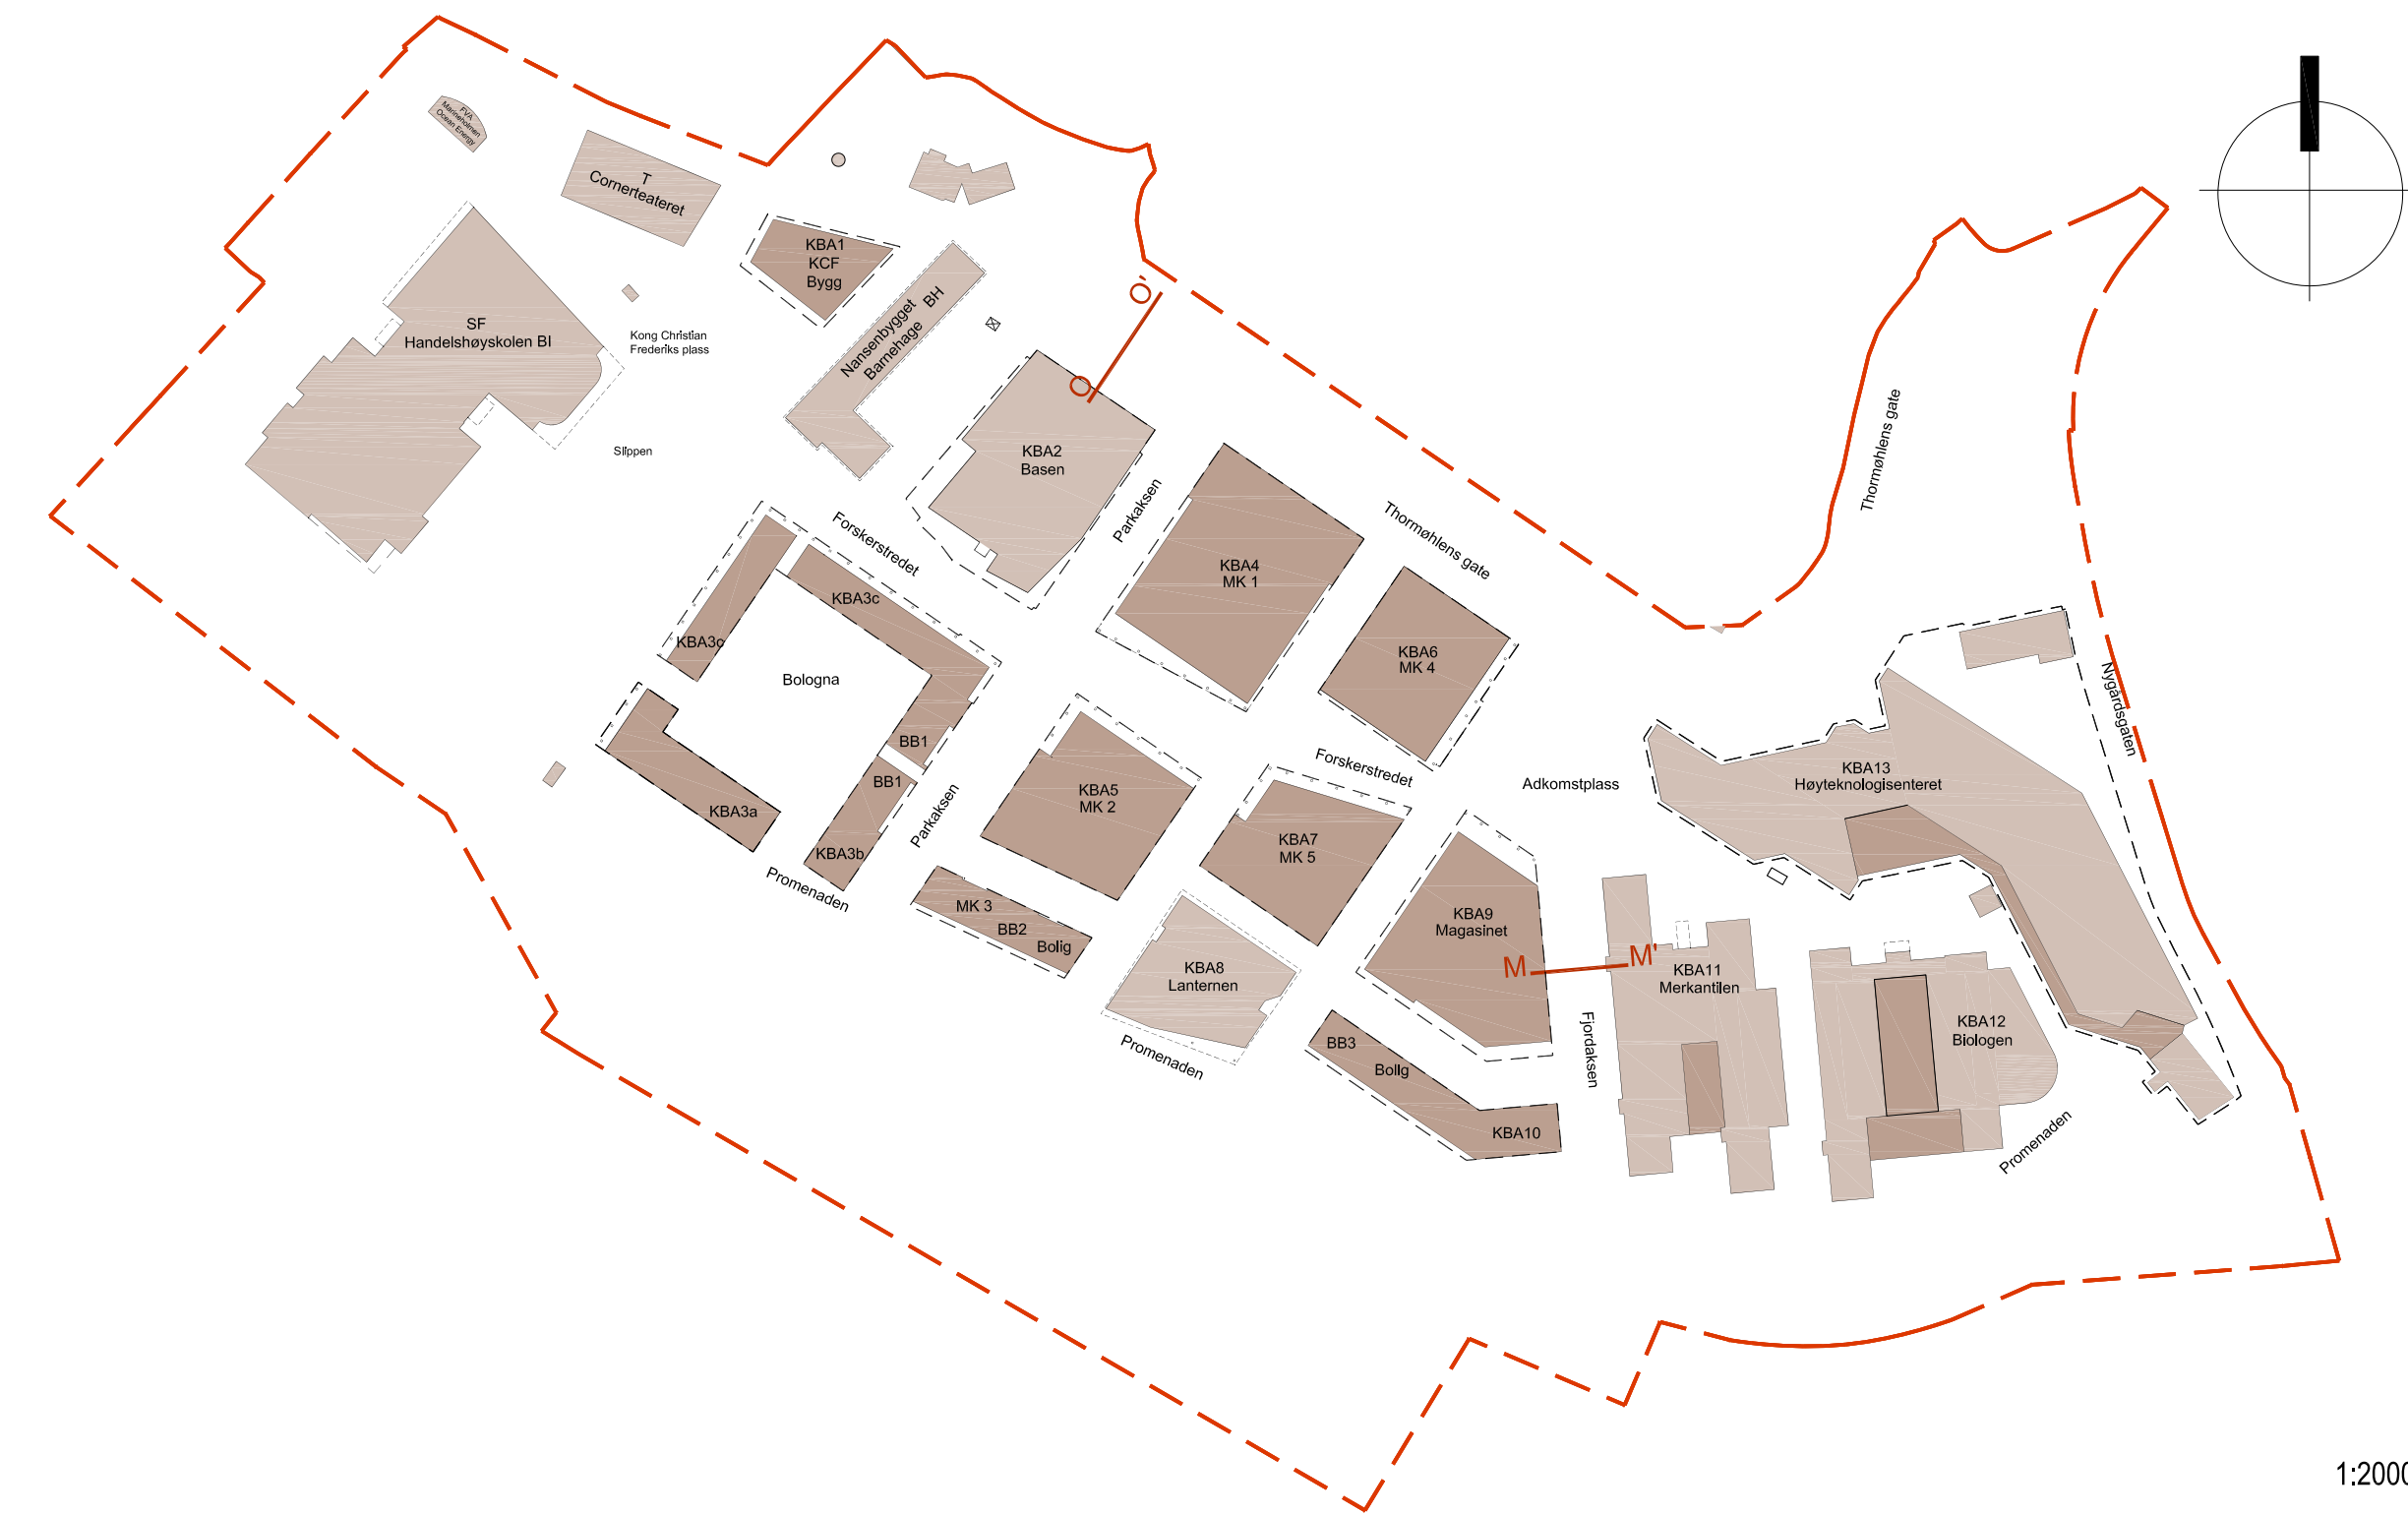 FVA
Marineholmen
Ocean Energy
T
Cornerteateret
KBA1
KCF
Bygg
Nansenbygget BH
Barnehage
O'
O
SF
Handelshøyskolen BI
Kong Christian
Frederiks plass
Slippen
KBA2
Basen
Parkaksen
Forskerstredet
Thormøhlens gate
Thormøhlens gate
KBA4
MK 1
KBA3c
KBA3c
Bologna
KBA6
MK 4
Nygårdsgaten
BB1
BB1
KBA3a
KBA3b
Parkaksen
Promenaden
KBA5
MK 2
Forskerstredet
Adkomstplass
KBA13
Høyteknologisenteret
KBA7
MK 5
MK 3
BB2
Bolig
KBA9
Magasinet
M
M'
KBA8
Lanternen
KBA11
Merkantilen
KBA12
Biologen
Promenaden
BB3
Bolig
KBA10
Fjordaksen
Promenaden
1:2000